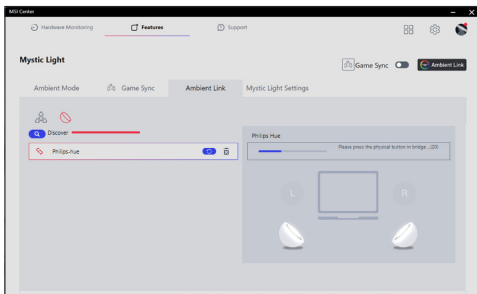 MSI Center
Hardware Monitoring
Features
Support
Mystic Light
Game Sync
Ambient Link
Ambient Mode
Game Sync
Ambient Link
Mystic Light Settings
Discover
Philips-hue
Philips Hue
Please press the physical button in bridge ...(20)
L
R